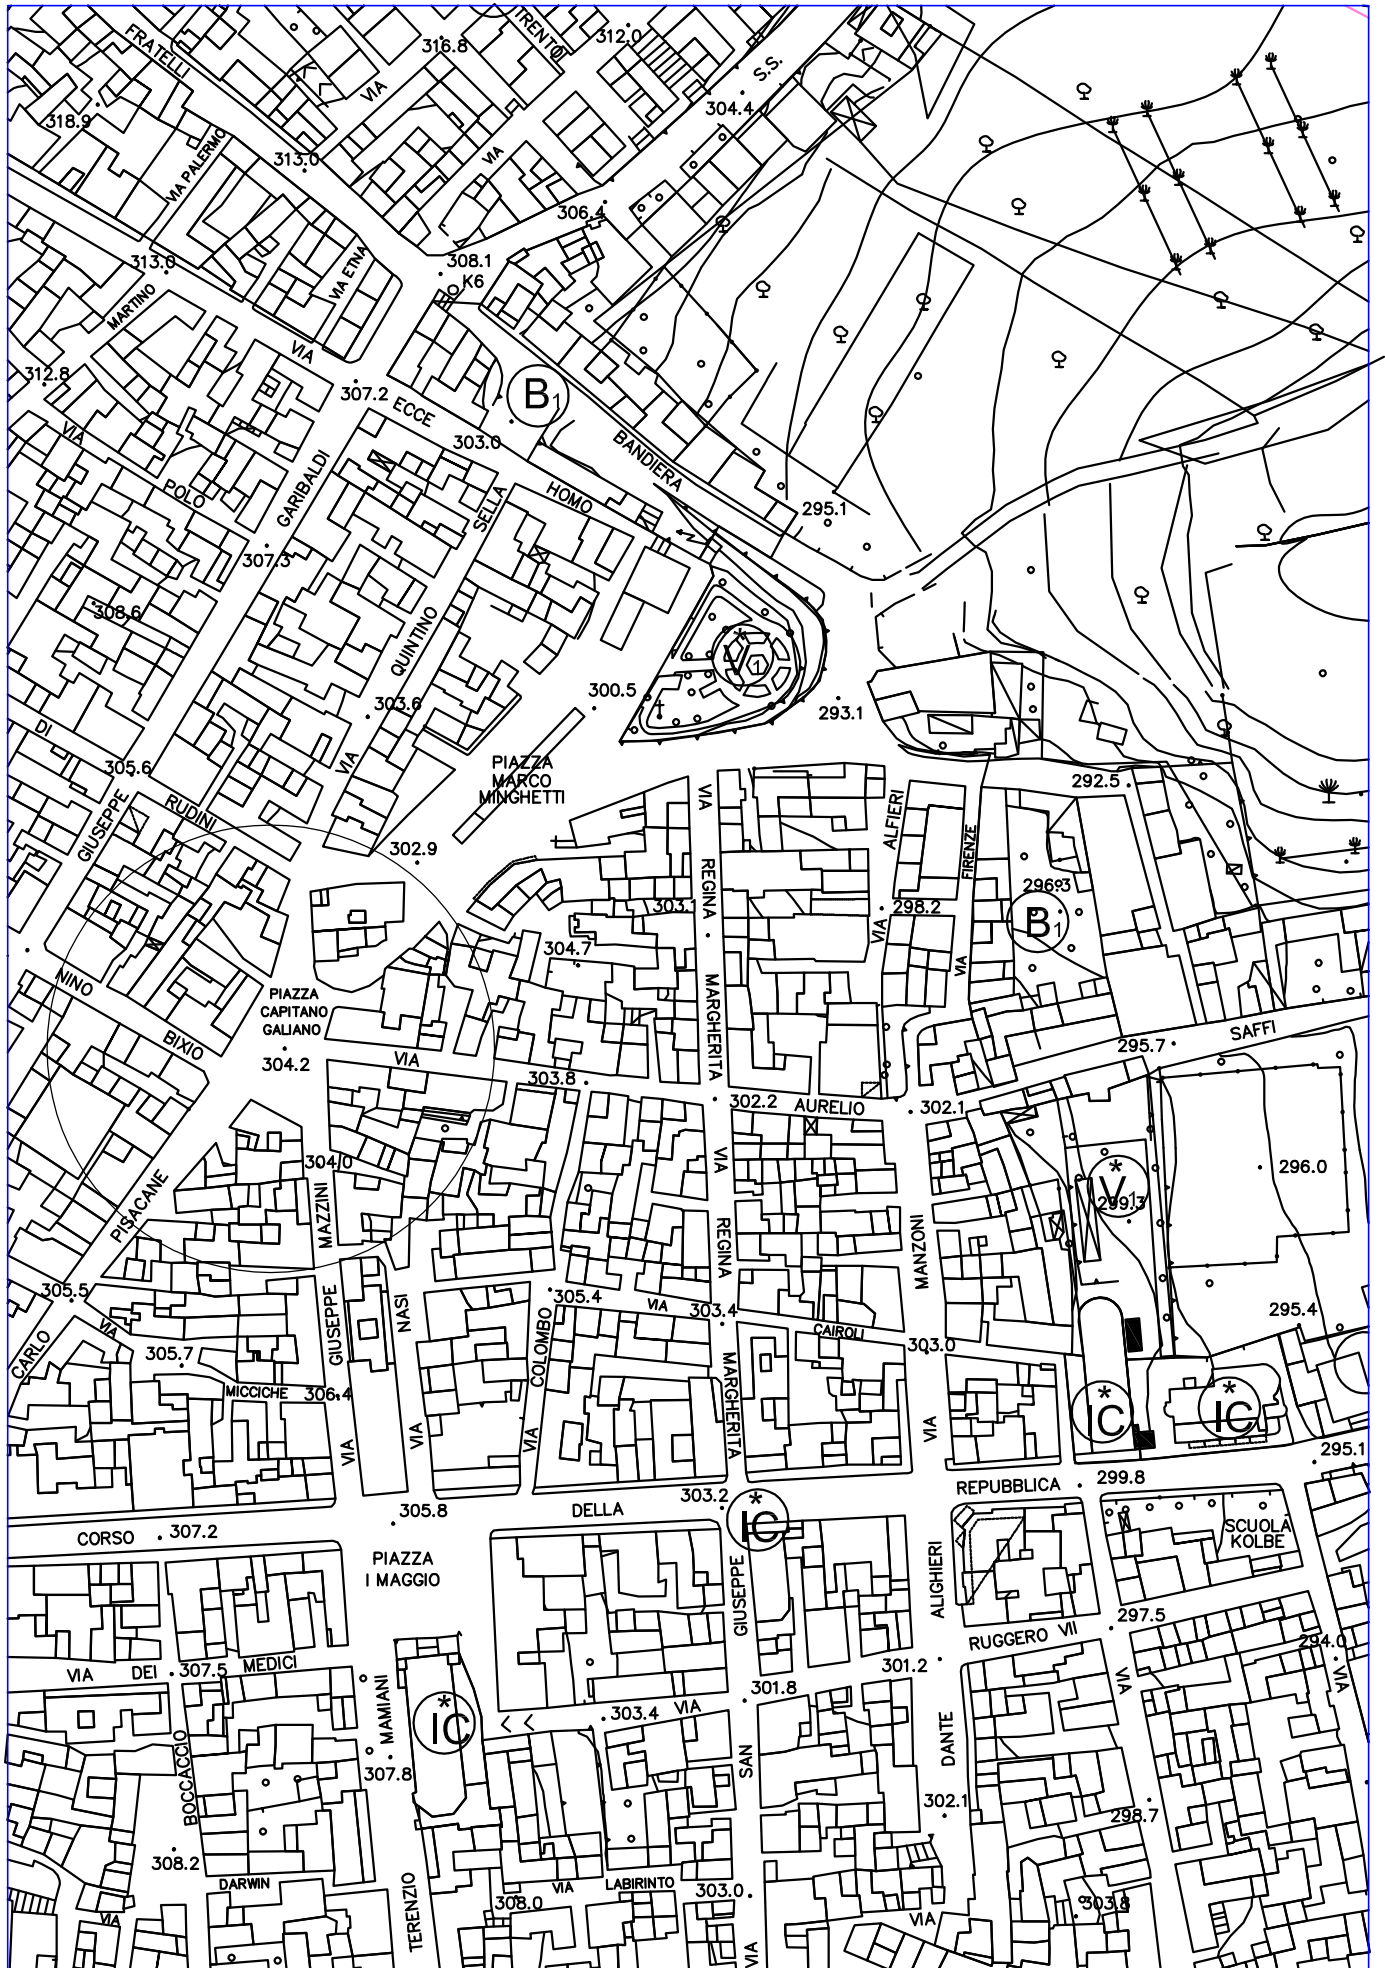 FRATELLI
VIA
TRENTO
316.8
312.0
S.S.
304.4
318.9
313.0
VIA PALERMO
VIA
306.4
308.1
K6
313.0
VIA ETNA
MARTINO
VIA
312.8
307.2
ECCE
303.0
B1
BANDIERA
VIA
POLO
GARIBALDI
SELLA
HOMO
295.1
307.3
308.6
QUINTINO
*
V1
300.5
303.6
293.1
DI
VIA
305.6
PIAZZA
MARCO
MINGHETTI
292.5
GIUSEPPE
RUDINI
VIA
ALFIERI
FIRENZE
302.9
REGINA
303.1
298.2
296.3
B1
VIA
304.7
VIA
NINO
BIXIO
PIAZZA
CAPITANO
GALIANO
MARGHERITA
304.2
VIA
303.8
302.2
AURELIO
302.1
295.7
SAFFI
VIA
304.0
296.0
*
V1
299.3
PISACANE
MAZZINI
REGINA
MANZONI
305.5
305.4
VIA
303.4
CAIROLI
303.0
295.4
CARLO
VIA
305.7
GIUSEPPE
NASI
COLOMBO
MICCICHE
306.4
MARGHERITA
*
IC
*
IC
VIA
VIA
VIA
VIA
295.1
REPUBBLICA
299.8
CORSO
307.2
305.8
DELLA
303.2
*
IC
SCUOLA
KOLBE
PIAZZA
I MAGGIO
GIUSEPPE
ALIGHIERI
297.5
RUGGERO VII
294.0
VIA
DEI
307.5
MEDICI
301.2
VIA
VIA
MAMIANI
*
IC
303.4
VIA
301.8
BOCCACCIO
307.8
SAN
DANTE
302.1
298.7
308.2
DARWIN
TERENZIO
308.0
VIA
LABIRINTO
303.0
303.8
VIA
VIA
VIA